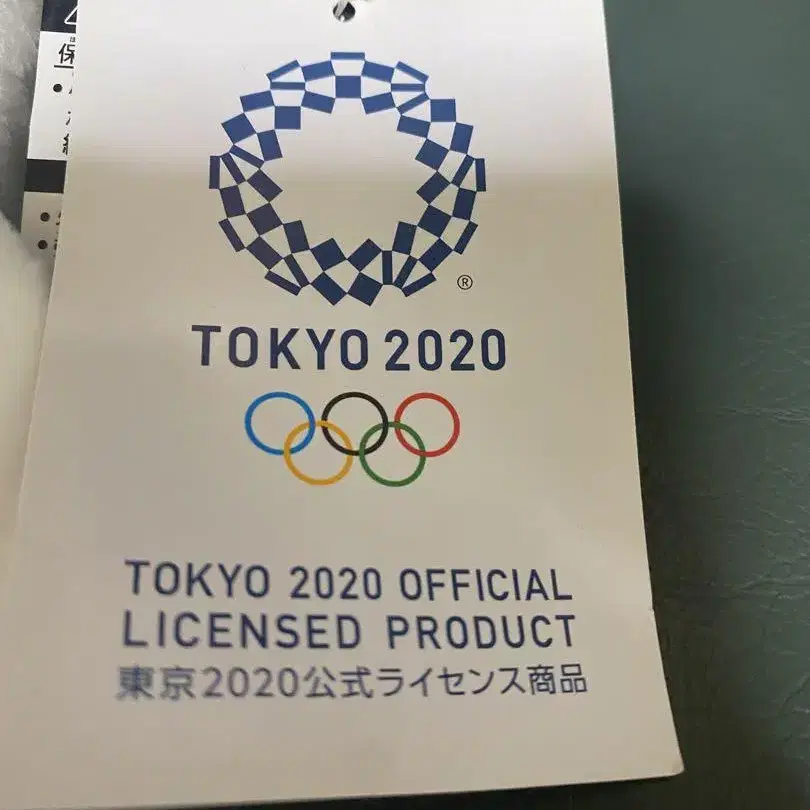 保
®
TOKYO 2020
TOKYO 2020 OFFICIAL
LICENSED PRODUCT
東京2020公式ライセンス商品